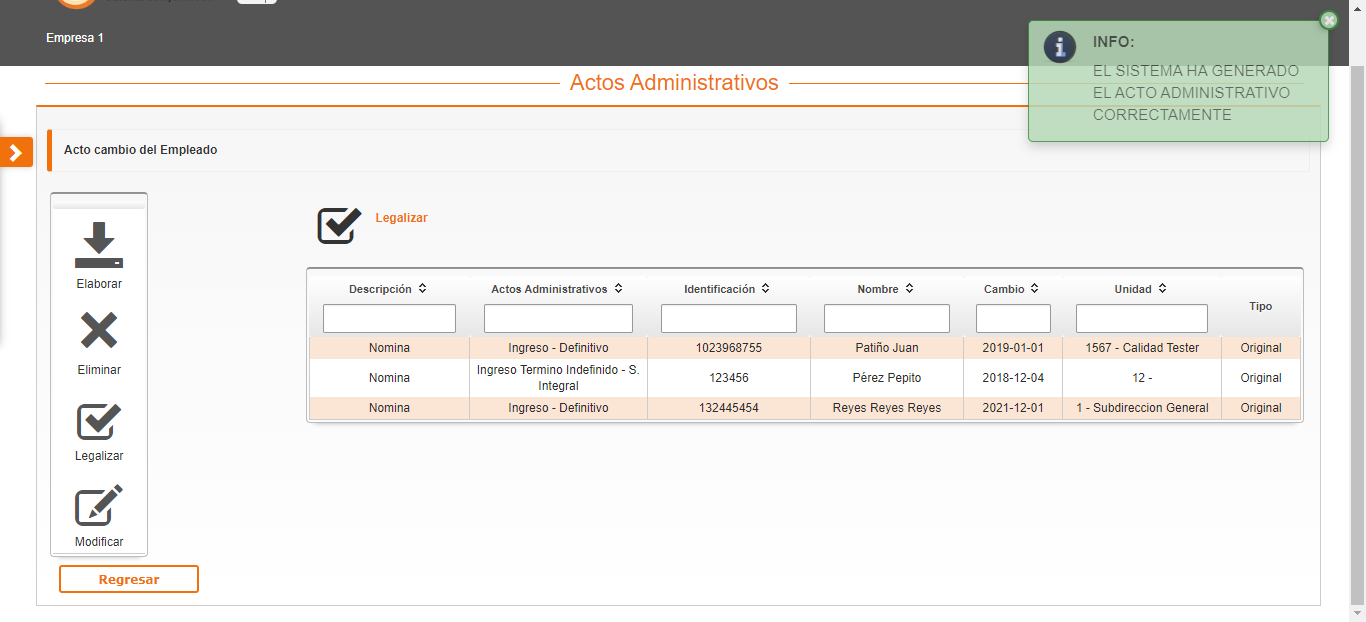 Empresa 1
INFO:
EL SISTEMA HA GENERADO
EL ACTO ADMINISTRATIVO
CORRECTAMENTE
Actos Administrativos
Acto cambio del Empleado
Elaborar
Eliminar
Legalizar
Modificar
Regresar
Legalizar
Descripción Actos Administrativos Identificación Nombre Cambio Unidad Tipo
Nomina Ingreso - Definitivo 1023968755 Patiño Juan 2019-01-01 1567 - Calidad Tester Original
Nomina Ingreso Termino Indefinido - S. Integral 123456 Pérez Pepito 2018-12-04 12 - Original
Nomina Ingreso - Definitivo 132445454 Reyes Reyes Reyes 2021-12-01 1 - Subdireccion General Original